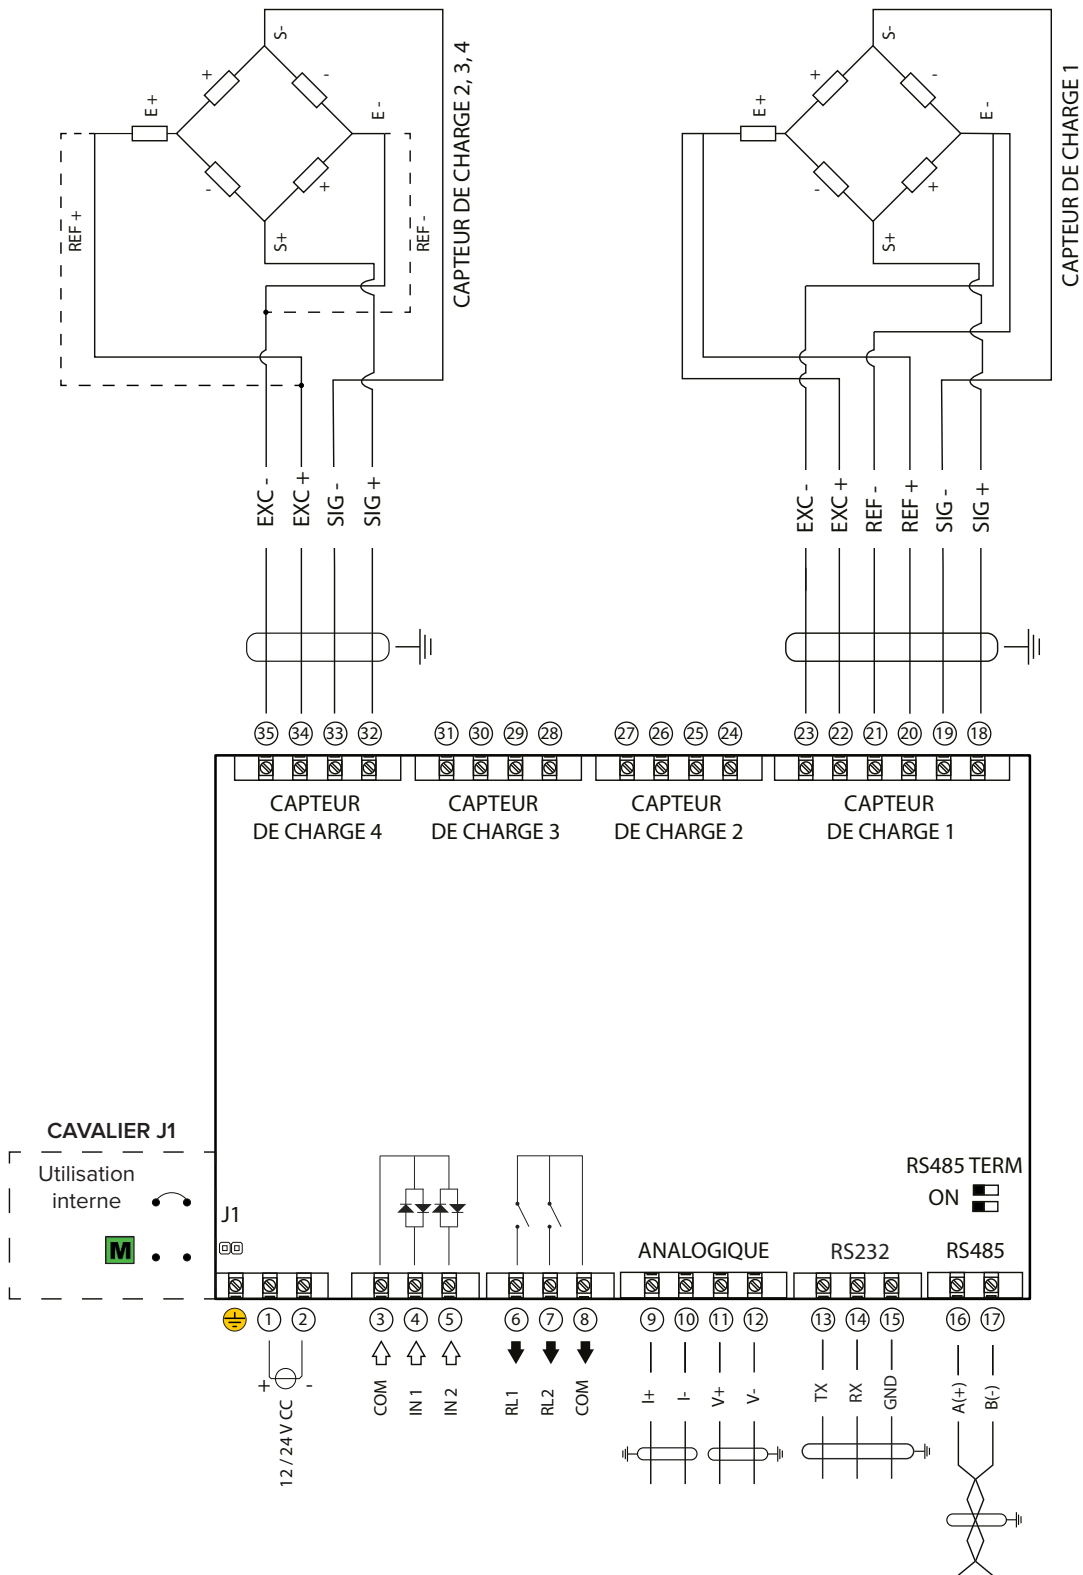 S-
+
-
E +
E -
-
+
S+
REF +
REF -
CAPTEUR DE CHARGE 2, 3, 4
S-
+
-
E +
E -
-
+
S+
CAPTEUR DE CHARGE 1
EXC -
EXC +
SIG -
SIG +
EXC -
EXC +
REF -
REF +
SIG -
SIG +
35 34 33 32 31 30 29 28 27 26 25 24 23 22 21 20 19 18
CAPTEUR
DE CHARGE 4
CAPTEUR
DE CHARGE 3
CAPTEUR
DE CHARGE 2
CAPTEUR
DE CHARGE 1
CAVALIER J1
Utilisation
interne
M
J1
RS485 TERM
ON
ANALOGIQUE
RS232
RS485
1 2 3 4 5 6 7 8 9 10 11 12 13 14 15 16 17
+ -
12 / 24 V CC
COM
IN 1
IN 2
RL1
RL2
COM
I+
I-
V+
V-
TX
RX
GND
A(+)
B(-)